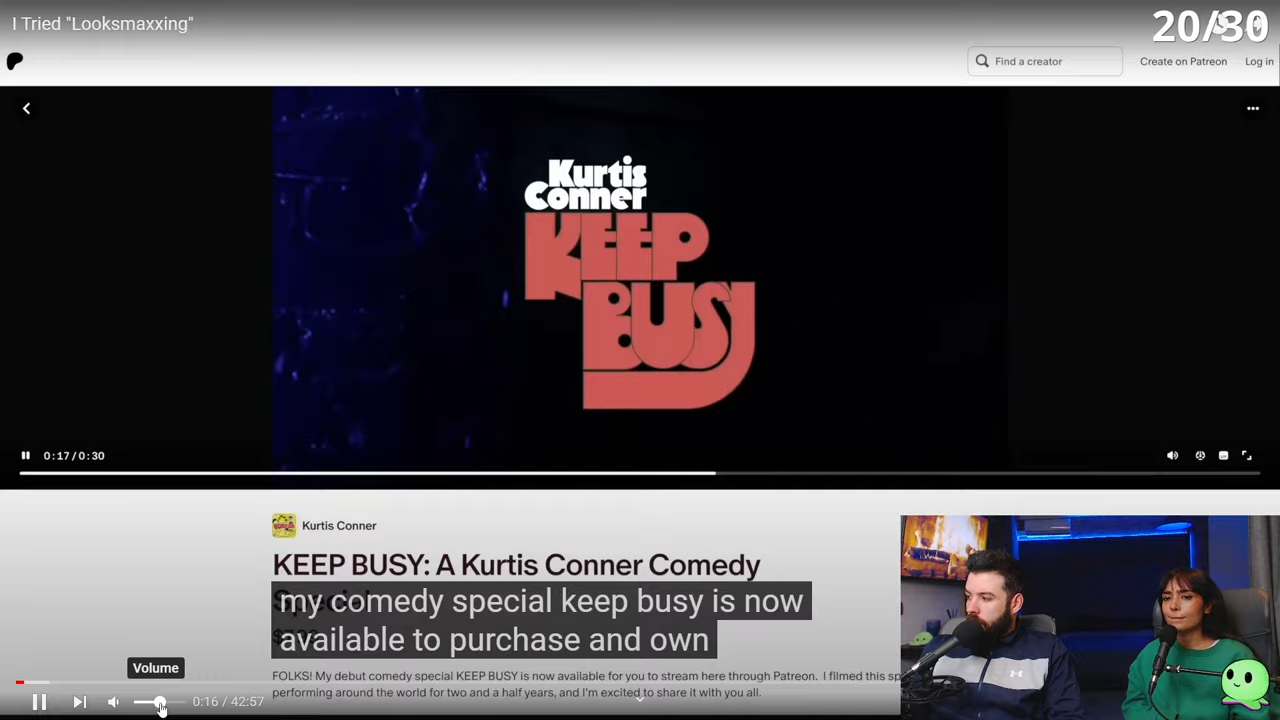 I Tried "Looksmaxxing"
20/30
Find a creator
Create on Patreon
Log in
Kurtis
Conner
KEEP
BUSY
0:17/0:30
Kurtis Conner
KEEP BUSY: A Kurtis Conner Comedy
my comedy special keep busy is now
available to purchase and own
Volume
FOLKS! My debut comedy special KEEP BUSY is now available for you to stream here through Patreon. I filmed this sp
performing around the world for two and a half years, and I'm excited to share it with you all.
0:16 / 42:57